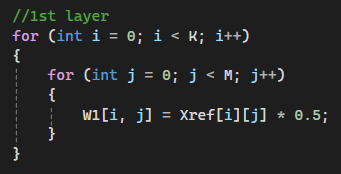 //1st layer
for (int i = 0; i < K; i++)
{
    for (int j = 0; j < M; j++)
    {
        W1[i, j] = Xref[i][j] * 0.5;
    }
}